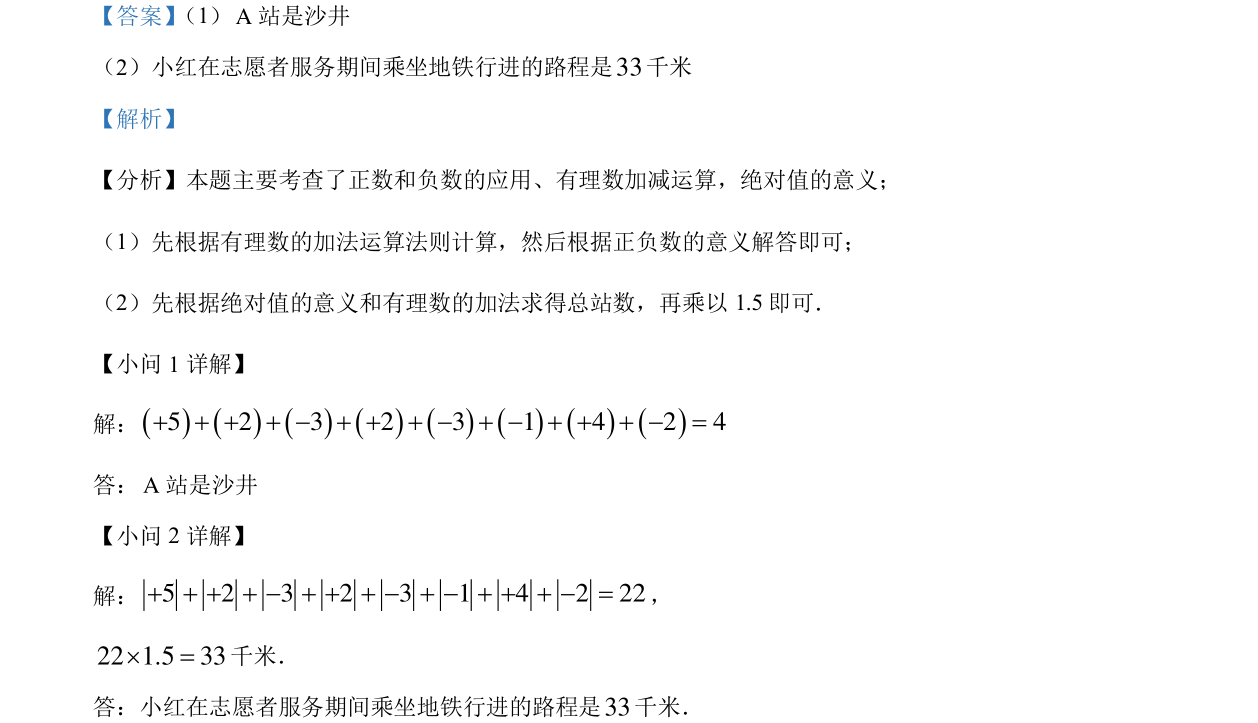 【答案】（1） A 站是沙井
（2）小红在志愿者服务期间乘坐地铁行进的路程是33千米
【解析】
【分析】本题主要考查了正数和负数的应用、有理数加减运算，绝对值的意义；
（1）先根据有理数的加法运算法则计算，然后根据正负数的意义解答即可；
（2）先根据绝对值的意义和有理数的加法求得总站数，再乘以 1.5 即可．
【小问 1 详解】
解：(+5)+(+2)+(−3)+(+2)+(−3)+(−1)+(+4)+(−2)=4
答： A 站是沙井
【小问 2 详解】
解：|+5|+|+2|+|−3|+|+2|+|−3|+|−1|+|+4|+|−2|=22，
22×1.5=33千米．
答：小红在志愿者服务期间乘坐地铁行进的路程是33千米．